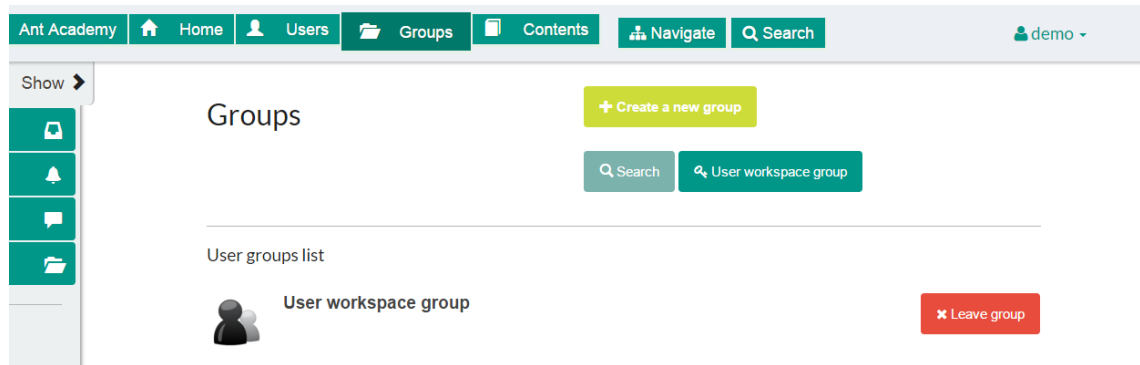 Ant Academy Home Users Groups Contents Navigate Search demo
Show
Groups
Create a new group
Search User workspace group
User groups list
User workspace group
Leave group